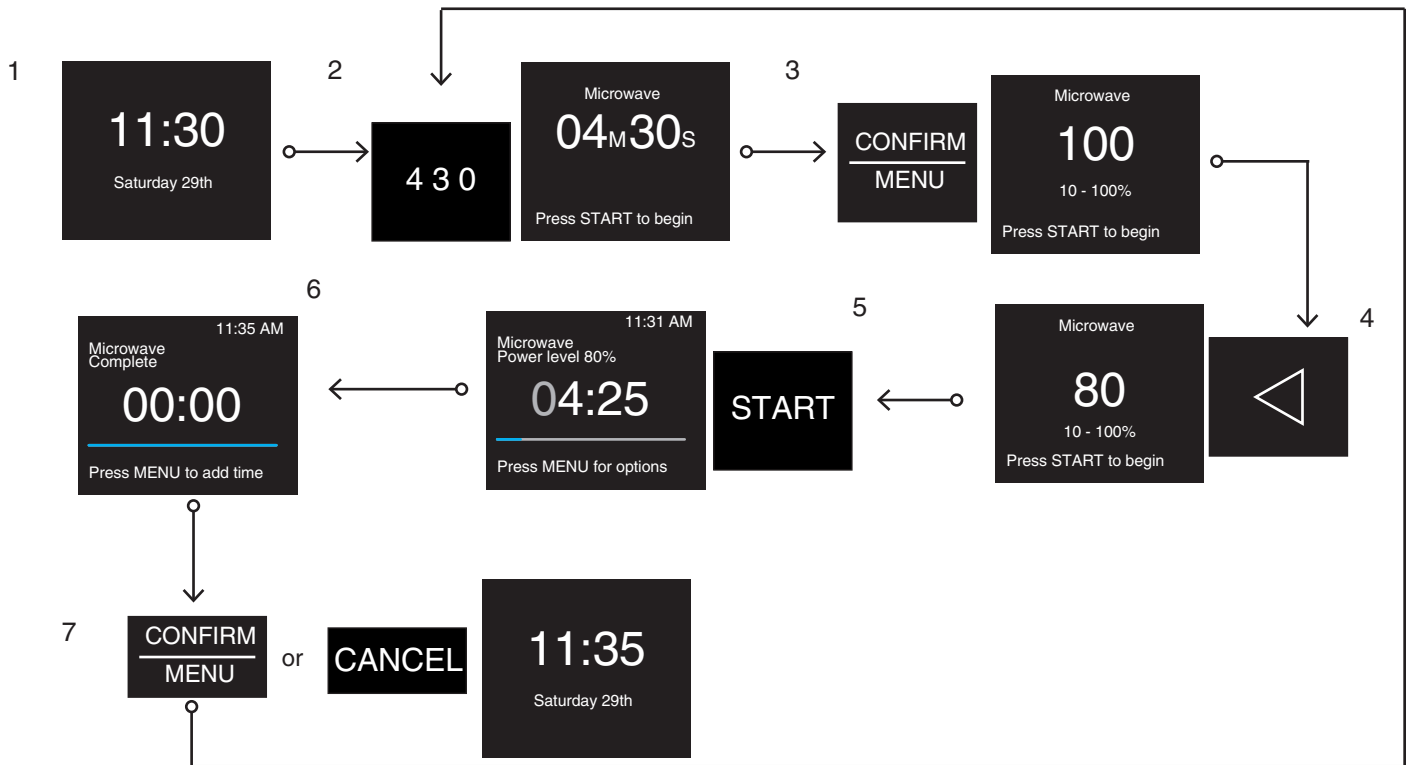 1
11:30
Saturday 29th
2
4 3 0
Microwave
04M30S
Press START to begin
3
CONFIRM
MENU
Microwave
100
10 - 100%
Press START to begin
4
Microwave
80
10 - 100%
Press START to begin
5
START
11:31 AM
Microwave
Power level 80%
04:25
Press MENU for options
6
11:35 AM
Microwave
Complete
00:00
Press MENU to add time
7
CONFIRM
MENU
or
CANCEL
11:35
Saturday 29th